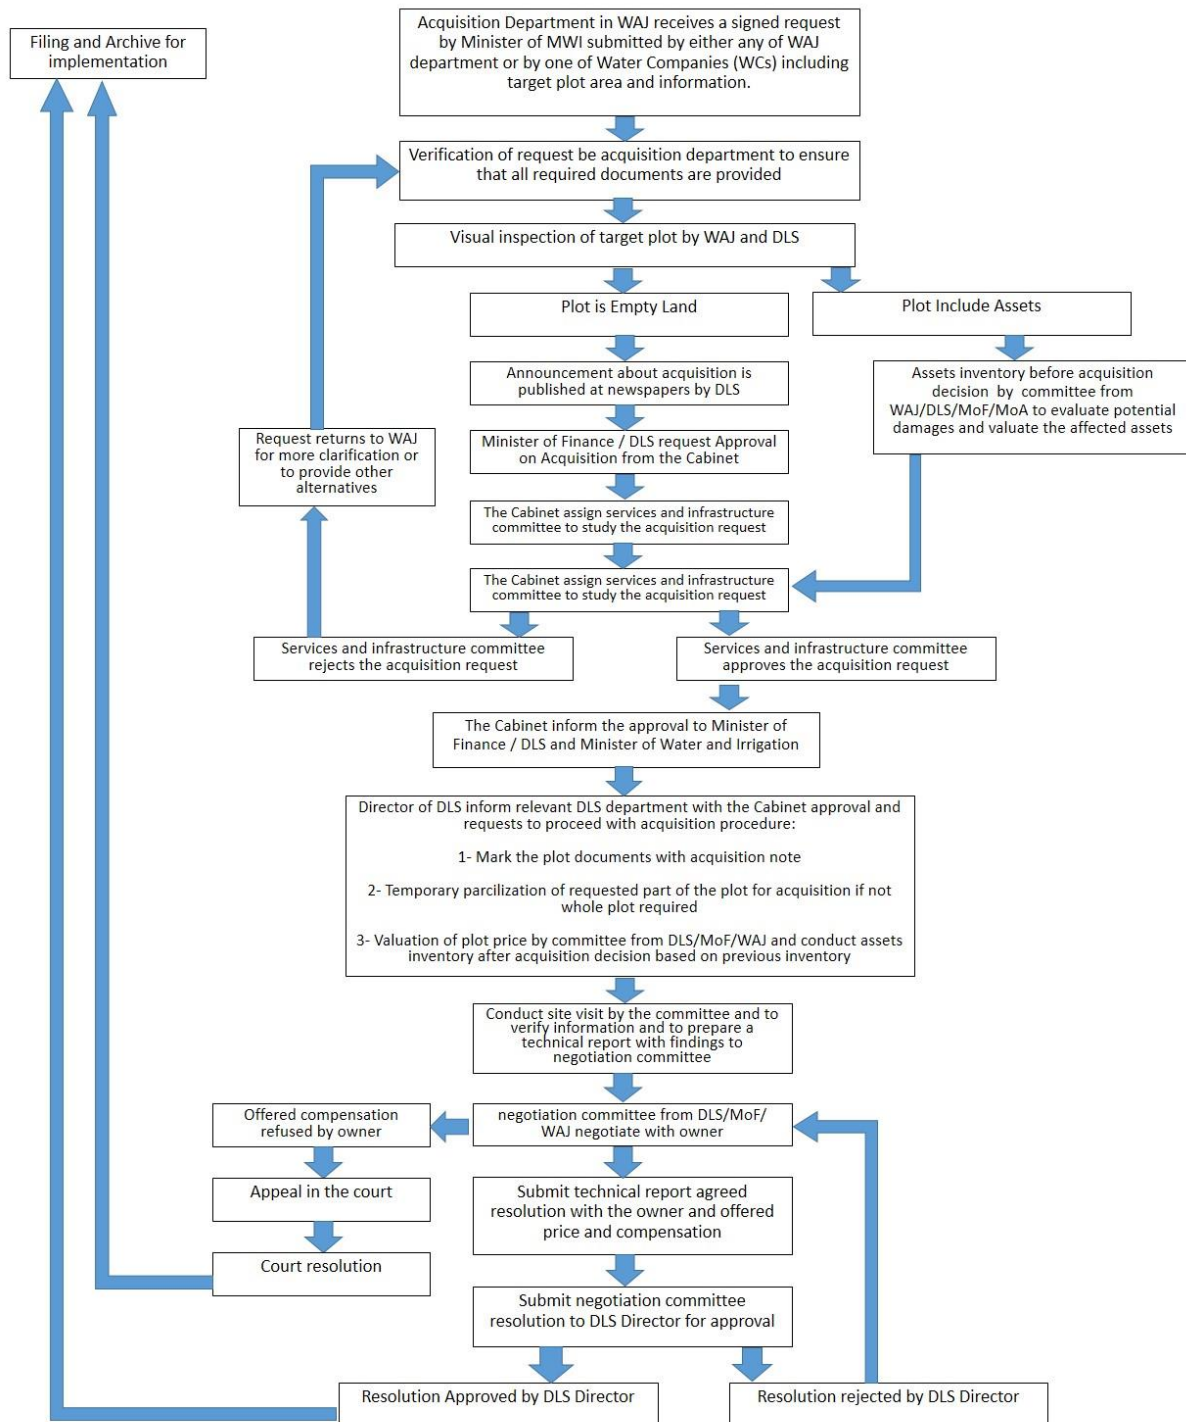 Acquisition Department in WAJ receives a signed request
by Minister of MWI submitted by either any of WAJ
department or by one of Water Companies (WCs) including
target plot area and information.
Filing and Archive for
implementation
Verification of request be acquisition department to ensure
that all required documents are provided
Visual inspection of target plot by WAJ and DLS
Plot is Empty Land
Plot Include Assets
Announcement about acquisition is
published at newspapers by DLS
Assets inventory before acquisition
decision by committee from
WAJ/DLS/MoF/MoA to evaluate potential
damages and valuate the affected assets
Minister of Finance / DLS request Approval
on Acquisition from the Cabinet
Request returns to WAJ
for more clarification or
to provide other
alternatives
The Cabinet assign services and infrastructure
committee to study the acquisition request
The Cabinet assign services and infrastructure
committee to study the acquisition request
Services and infrastructure committee
rejects the acquisition request
Services and infrastructure committee
approves the acquisition request
The Cabinet inform the approval to Minister of
Finance / DLS and Minister of Water and Irrigation
Director of DLS inform relevant DLS department with the Cabinet approval and
requests to proceed with acquisition procedure:
1- Mark the plot documents with acquisition note
2- Temporary parcilization of requested part of the plot for acquisition if not
whole plot required
3- Valuation of plot price by committee from DLS/MoF/WAJ and conduct assets
inventory after acquisition decision based on previous inventory
Conduct site visit by the committee and to
verify information and to prepare a
technical report with findings to
negotiation committee
Offered compensation
refused by owner
negotiation committee from DLS/MoF/
WAJ negotiate with owner
Appeal in the court
Submit technical report agreed
resolution with the owner and offered
price and compensation
Court resolution
Submit negotiation committee
resolution to DLS Director for approval
Resolution Approved by DLS Director
Resolution rejected by DLS Director